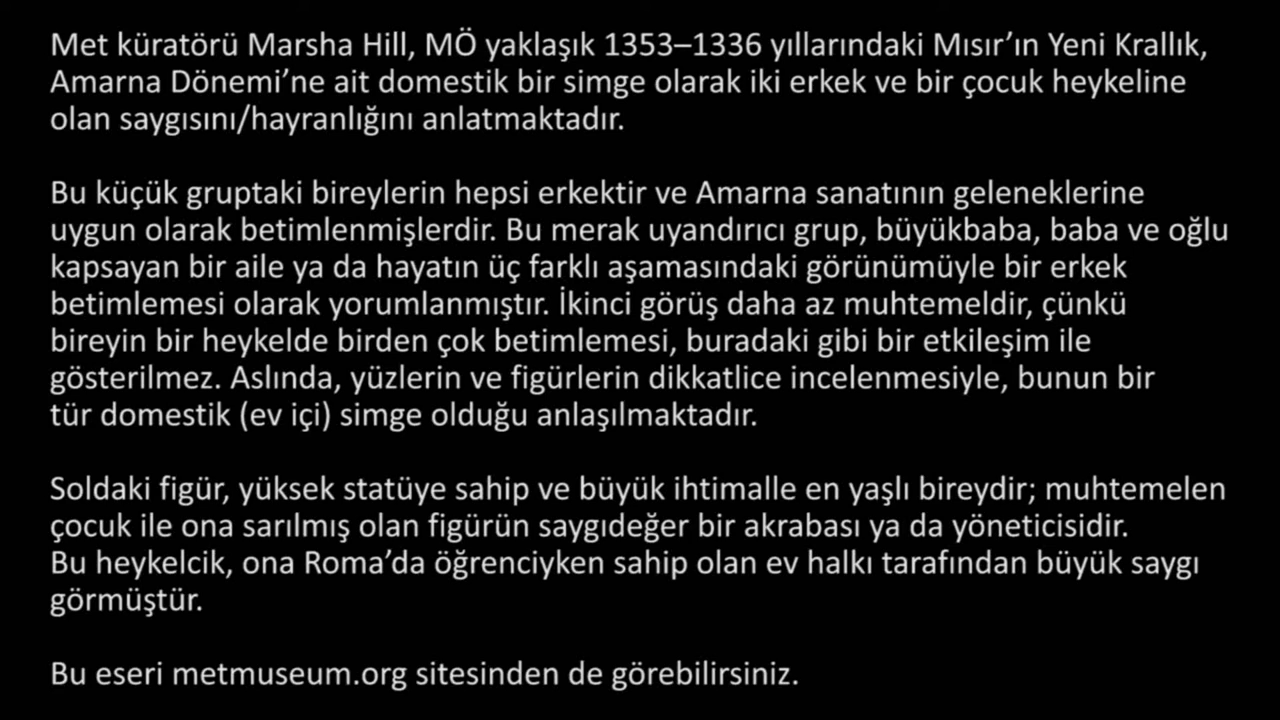 Met küratörü Marsha Hill, MÖ yaklaşık 1353–1336 yıllarındaki Mısır’ın Yeni Krallık,
Amarna Dönemi’ne ait domestik bir simge olarak iki erkek ve bir çocuk heykeline
olan saygısını/hayranlığını anlatmaktadır.
Bu küçük gruptaki bireylerin hepsi erkektir ve Amarna sanatının geleneklerine
uygun olarak betimlenmişlerdir. Bu merak uyandırıcı grup, büyükbaba, baba ve oğlu
kapsayan bir aile ya da hayatın üç farklı aşamasındaki görünümüyle bir erkek
betimlemesi olarak yorumlanmıştır. İkinci görüş daha az muhtemeldir, çünkü
bireyin bir heykelde birden çok betimlemesi, buradaki gibi bir etkileşim ile
gösterilmez. Aslında, yüzlerin ve figürlerin dikkatlice incelenmesiyle, bunun bir
tür domestik (ev içi) simge olduğu anlaşılmaktadır.
Soldaki figür, yüksek statüye sahip ve büyük ihtimalle en yaşlı bireydir; muhtemelen
çocuk ile ona sarılmış olan figürün saygıdeğer bir akrabası ya da yöneticisidir.
Bu heykelcik, ona Roma’da öğrenciyken sahip olan ev halkı tarafından büyük saygı
görmüştür.
Bu eseri metmuseum.org sitesinden de görebilirsiniz.